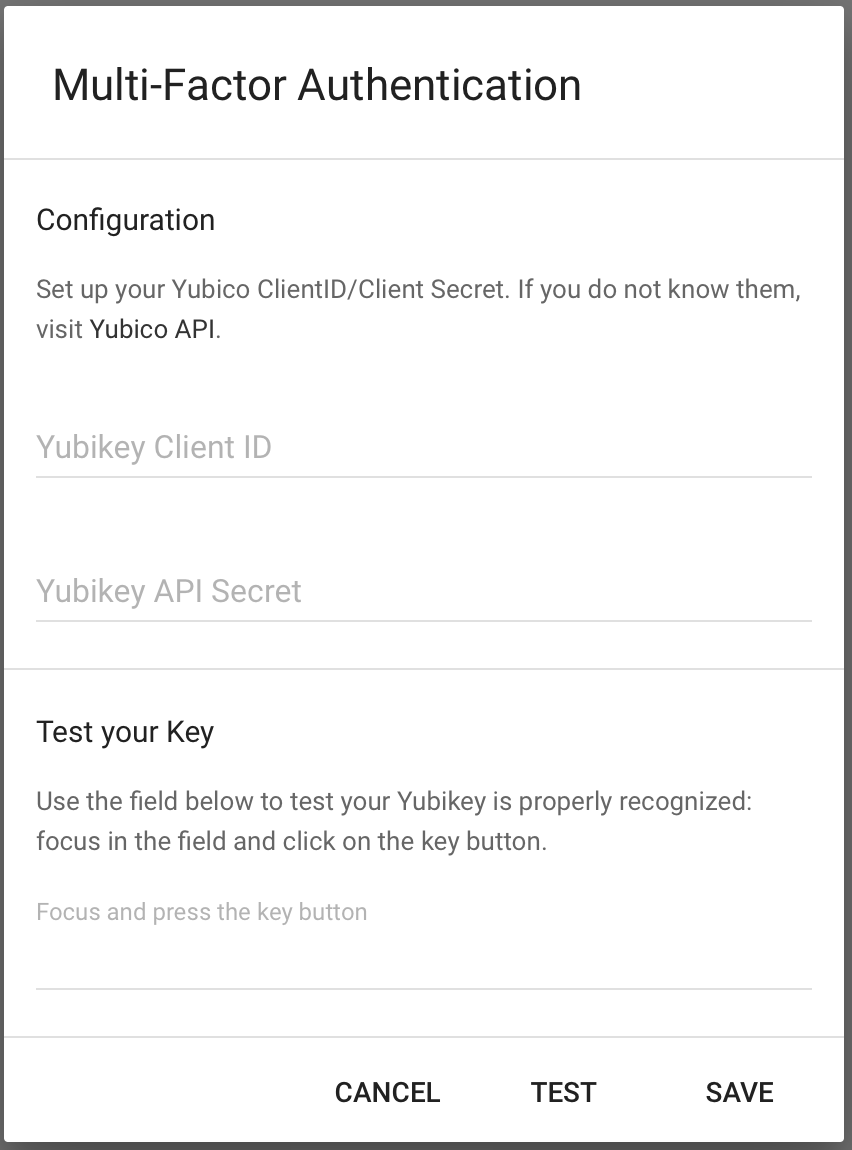 Multi-Factor Authentication
Configuration
Set up your Yubico ClientID/Client Secret. If you do not know them,
visit Yubico API.
Yubikey Client ID
Yubikey API Secret
Test your Key
Use the field below to test your Yubikey is properly recognized:
focus in the field and click on the key button.
Focus and press the key button
CANCEL TEST SAVE